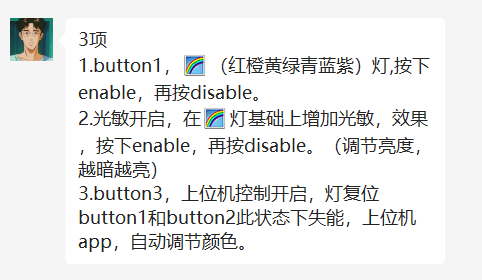 3项
1.button1，🌈（红橙黄绿青蓝紫）灯,按下
enable，再按disable。
2.光敏开启，在🌈灯基础上增加光敏，效果
，按下enable，再按disable。（调节亮度，
越暗越亮）
3.button3，上位机控制开启，灯复位
button1和button2此状态下失能，上位机
app，自动调节颜色。